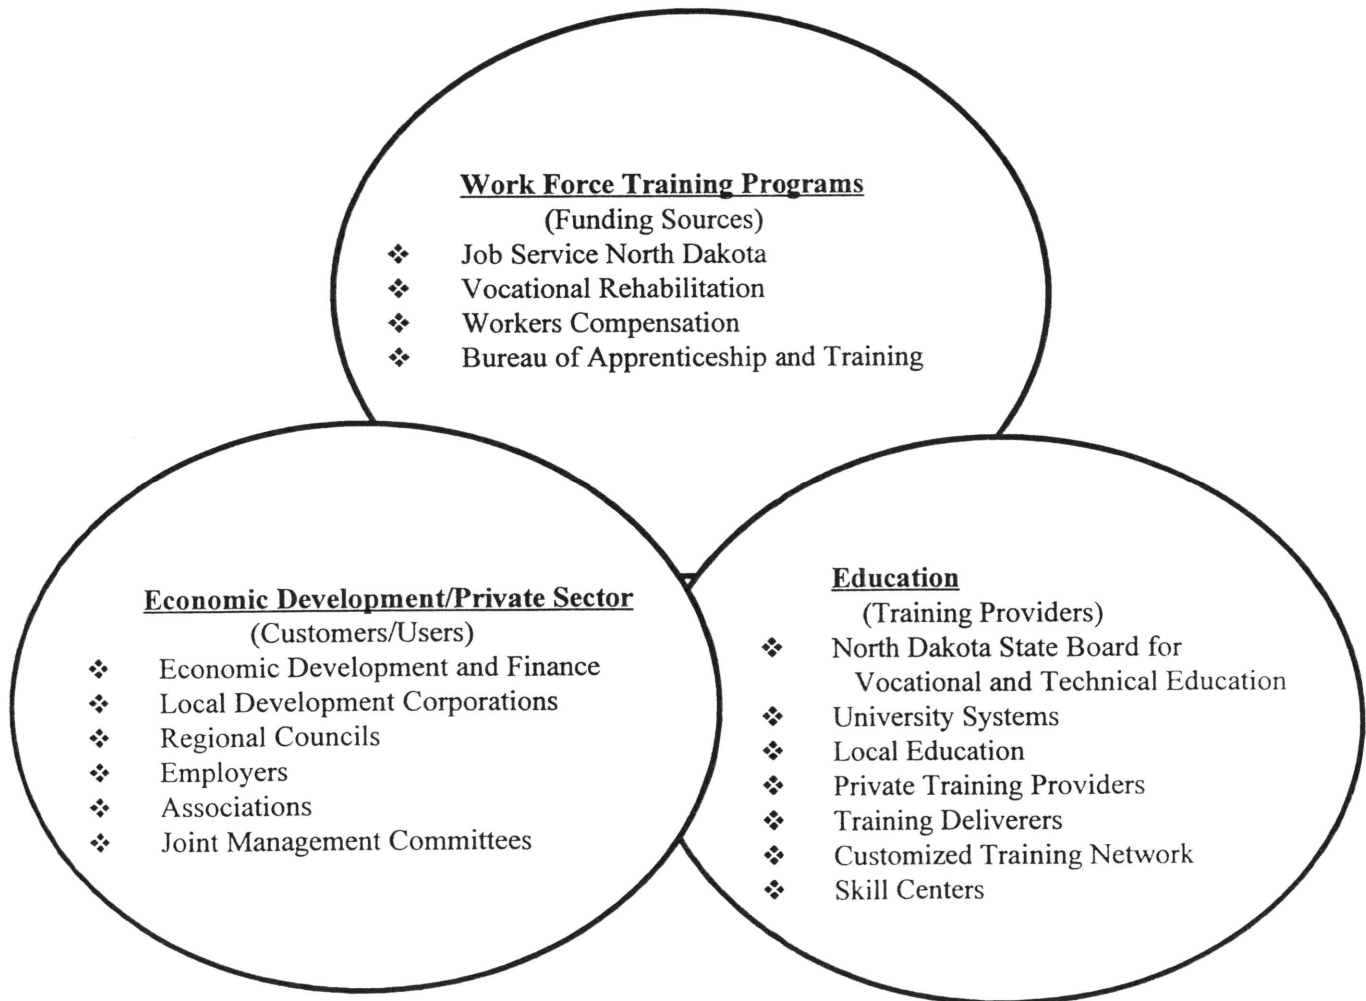 Work Force Training Programs
(Funding Sources)
❖ Job Service North Dakota
❖ Vocational Rehabilitation
❖ Workers Compensation
❖ Bureau of Apprenticeship and Training
Economic Development/Private Sector
(Customers/Users)
❖ Economic Development and Finance
❖ Local Development Corporations
❖ Regional Councils
❖ Employers
❖ Associations
❖ Joint Management Committees
Education
(Training Providers)
❖ North Dakota State Board for
Vocational and Technical Education
❖ University Systems
❖ Local Education
❖ Private Training Providers
❖ Training Deliverers
❖ Customized Training Network
❖ Skill Centers